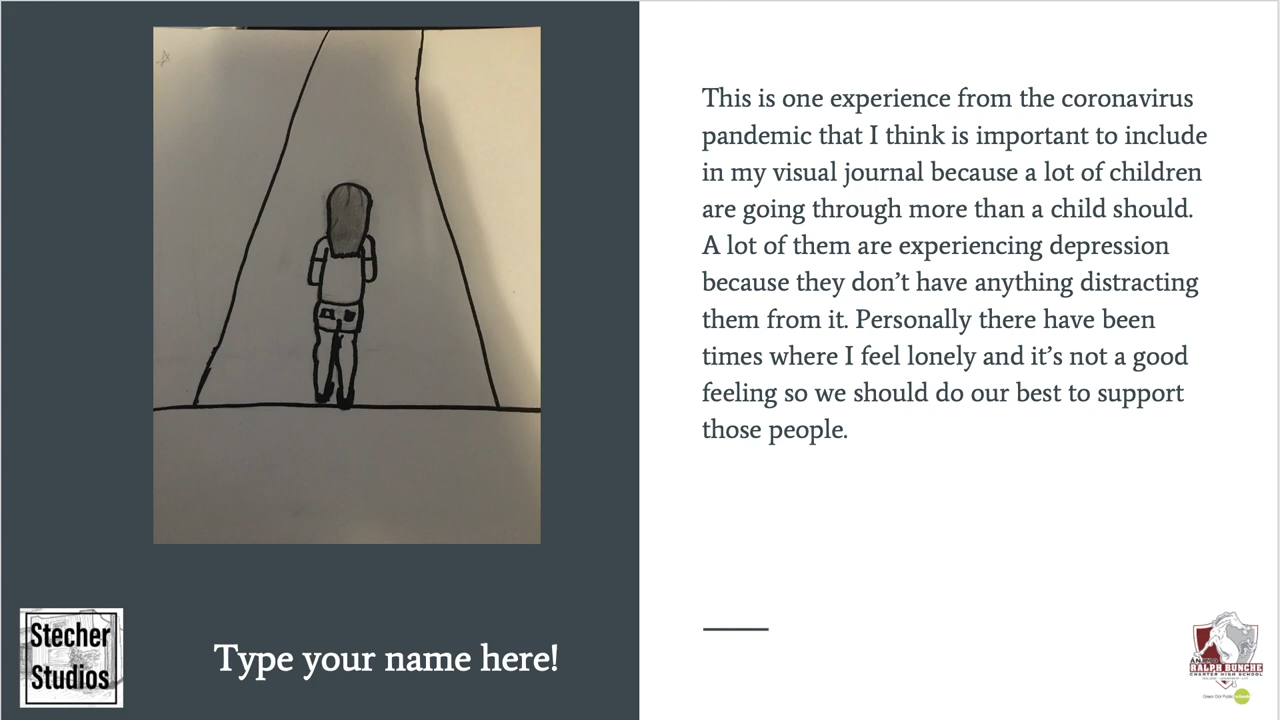 This is one experience from the coronavirus
pandemic that I think is important to include
in my visual journal because a lot of children
are going through more than a child should.
A lot of them are experiencing depression
because they don’t have anything distracting
them from it. Personally there have been
times where I feel lonely and it’s not a good
feeling so we should do our best to support
those people.
Type your name here!
Stecher
Studios
RALPH BUNCHE
CHARTER HIGH SCHOOL
Green Dot Public